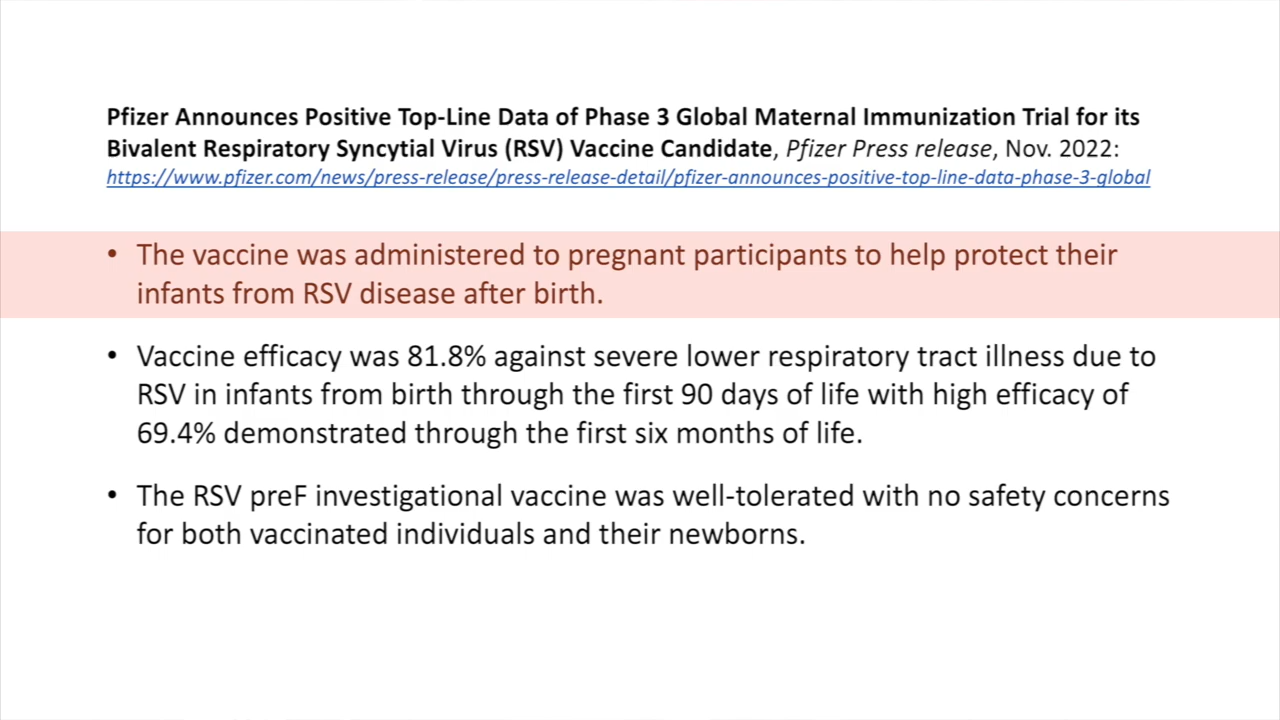 Pfizer Announces Positive Top-Line Data of Phase 3 Global Maternal Immunization Trial for its
Bivalent Respiratory Syncytial Virus (RSV) Vaccine Candidate, Pfizer Press release, Nov. 2022:
https://www.pfizer.com/news/press-release/press-release-detail/pfizer-announces-positive-top-line-data-phase-3-global
• The vaccine was administered to pregnant participants to help protect their
infants from RSV disease after birth.
• Vaccine efficacy was 81.8% against severe lower respiratory tract illness due to
RSV in infants from birth through the first 90 days of life with high efficacy of
69.4% demonstrated through the first six months of life.
• The RSV preF investigational vaccine was well-tolerated with no safety concerns
for both vaccinated individuals and their newborns.